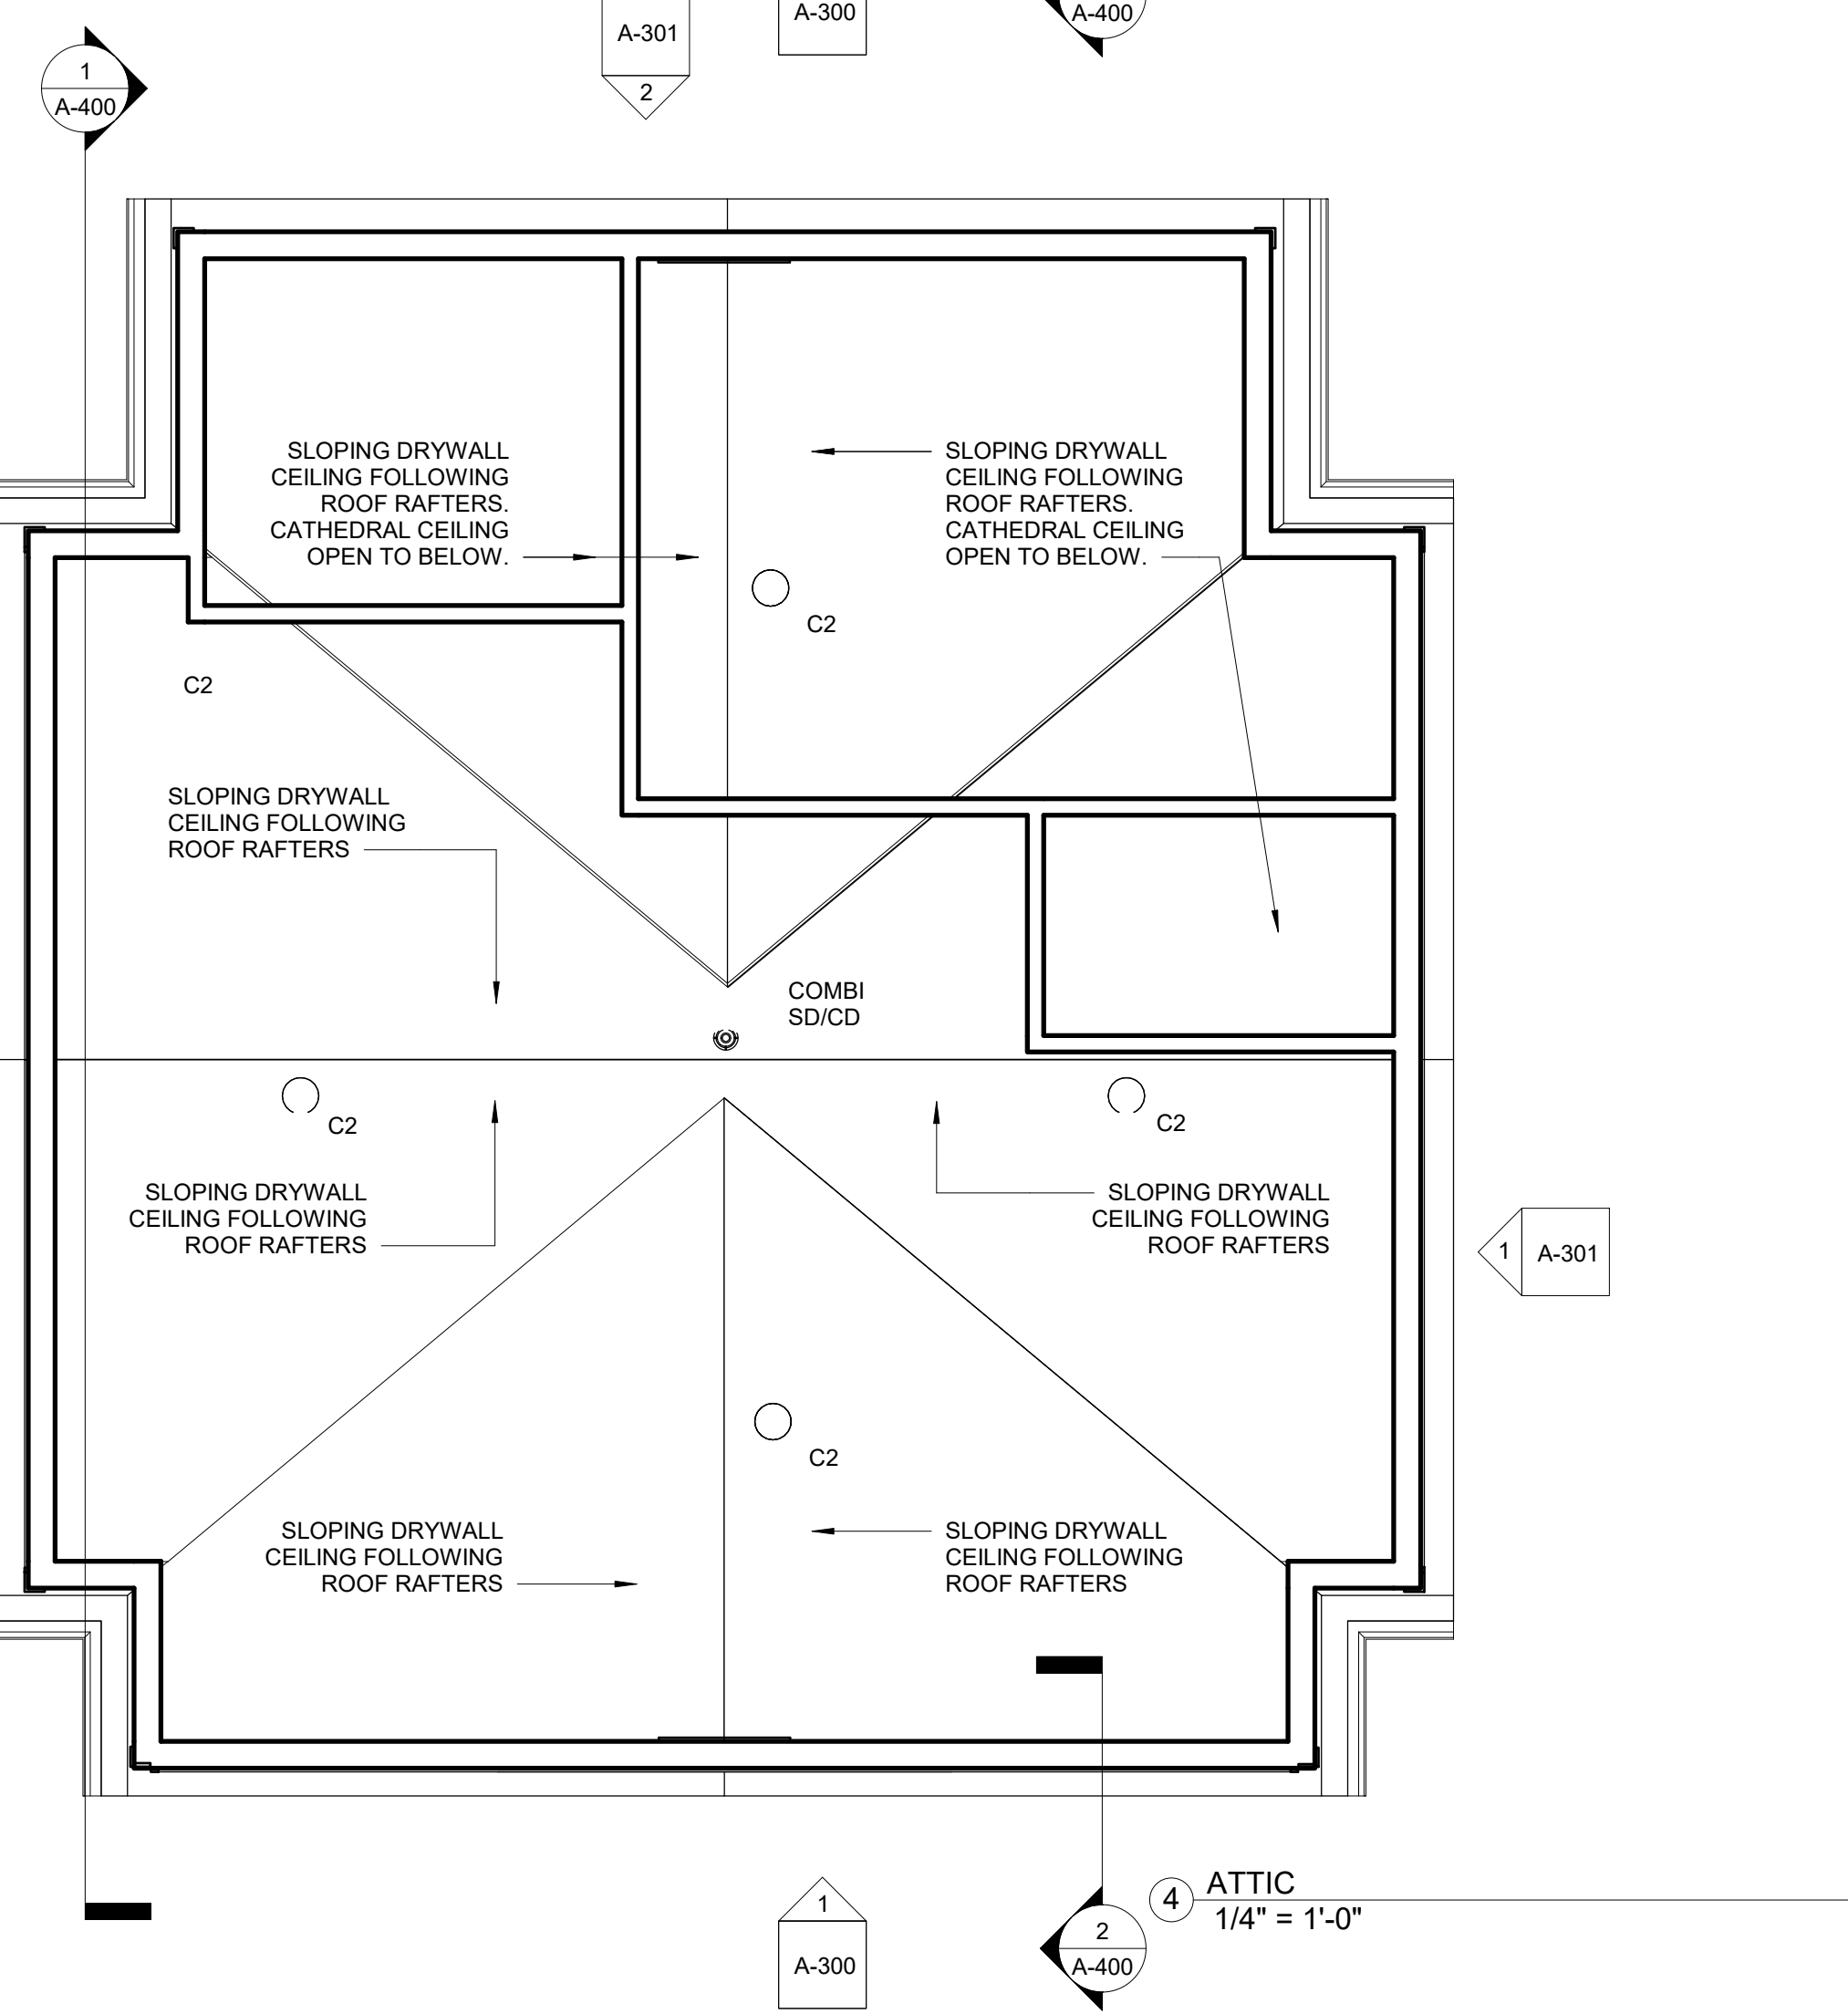 A-301
2
A-300
A-400
1
A-400
SLOPING DRYWALL
CEILING FOLLOWING
ROOF RAFTERS.
CATHEDRAL CEILING
OPEN TO BELOW.
SLOPING DRYWALL
CEILING FOLLOWING
ROOF RAFTERS.
CATHEDRAL CEILING
OPEN TO BELOW.
C2
C2
SLOPING DRYWALL
CEILING FOLLOWING
ROOF RAFTERS
COMBI
SD/CD
C2
C2
SLOPING DRYWALL
CEILING FOLLOWING
ROOF RAFTERS
SLOPING DRYWALL
CEILING FOLLOWING
ROOF RAFTERS
1
A-301
C2
SLOPING DRYWALL
CEILING FOLLOWING
ROOF RAFTERS
SLOPING DRYWALL
CEILING FOLLOWING
ROOF RAFTERS
1
A-300
2
A-400
4
ATTIC
1/4" = 1'-0"